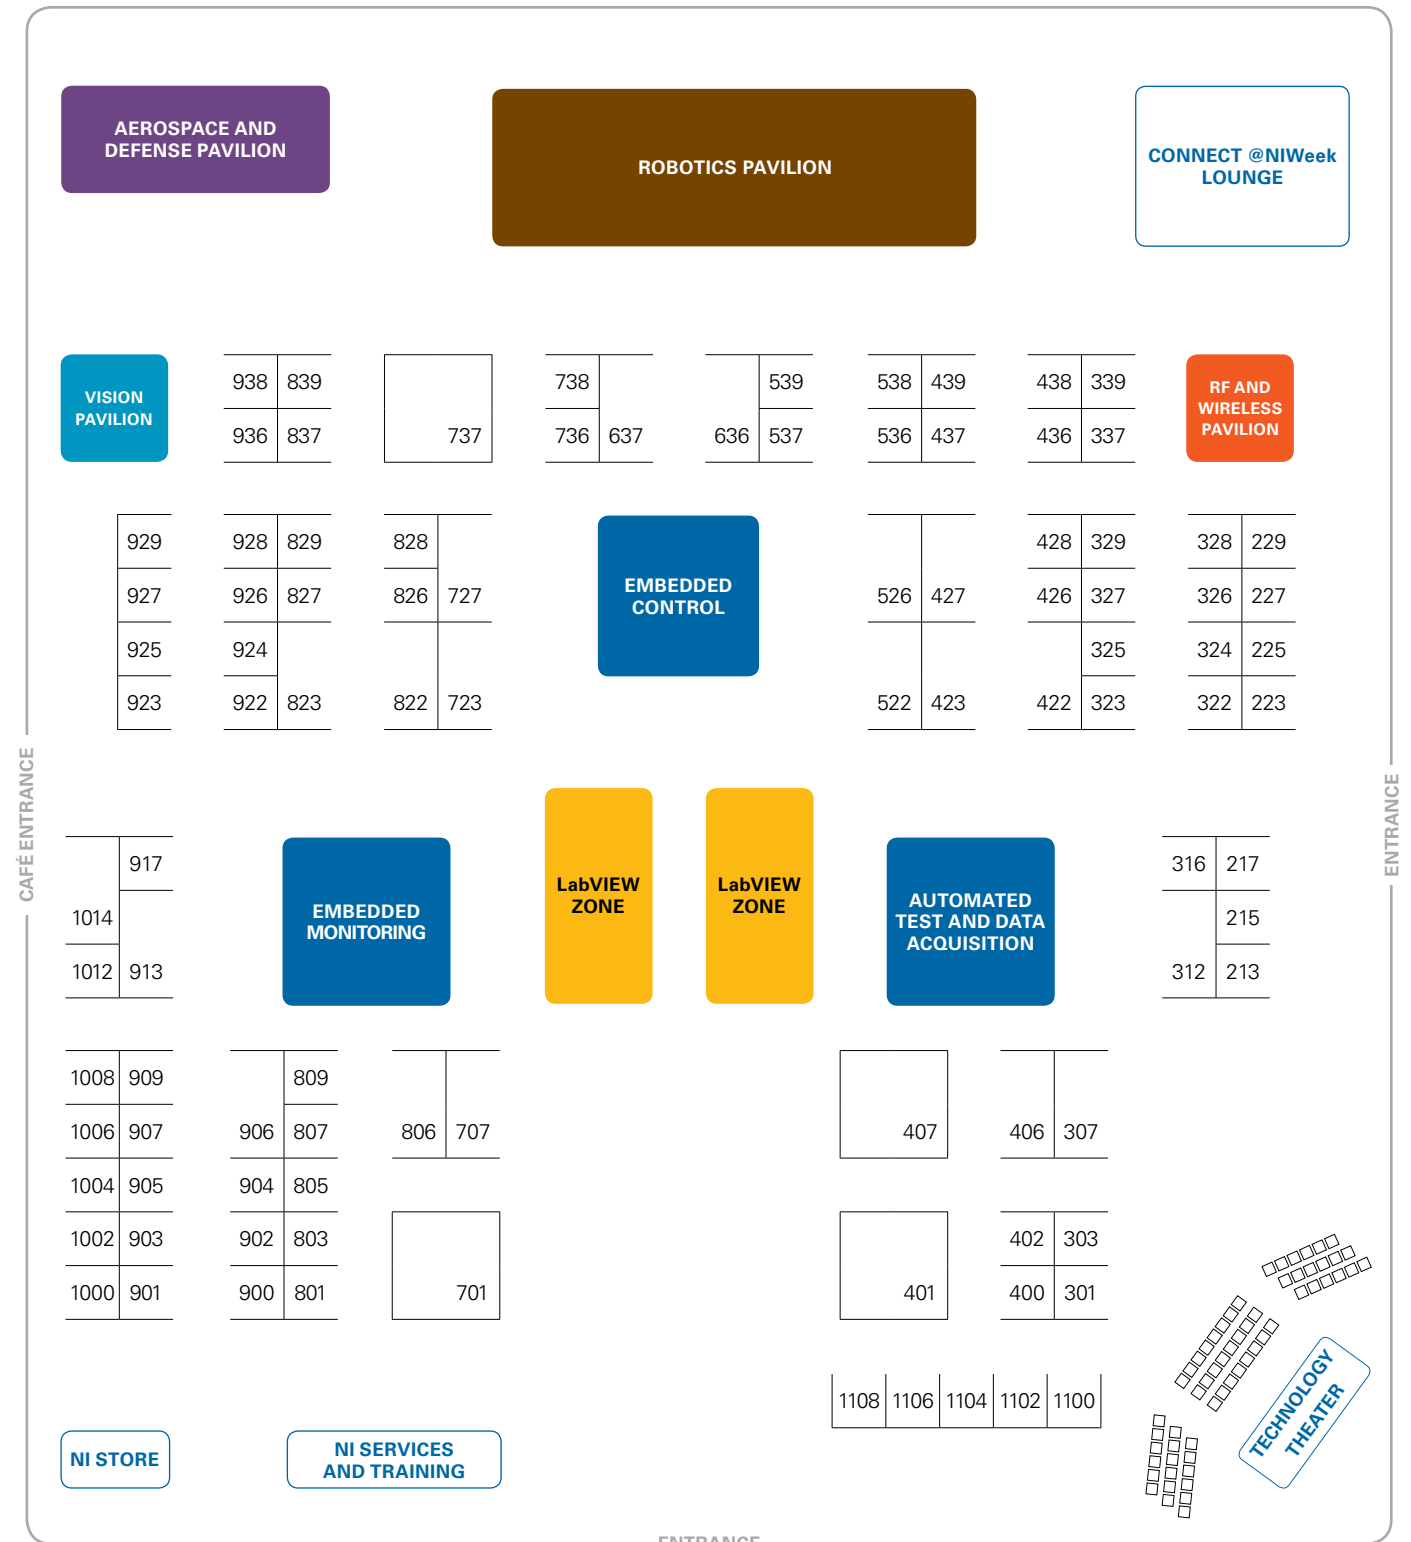 AEROSPACE AND
DEFENSE PAVILION
ROBOTICS PAVILION
CONNECT @NIWeek
LOUNGE
VISION
PAVILION
938 839
936 837
737
738
736 637
539
636 537
538 439
536 437
438 339
436 337
RF AND
WIRELESS
PAVILION
929
927
925
923
928 829
926 827
924
922 823
828
826 727
822 723
EMBEDDED
CONTROL
526 427
522 423
428 329
426 327
325
422 323
328 229
326 227
324 225
322 223
CAFÉ ENTRANCE
ENTRANCE
917
1014
1012 913
EMBEDDED
MONITORING
LabVIEW
ZONE
LabVIEW
ZONE
AUTOMATED
TEST AND DATA
ACQUISITION
316 217
215
312 213
1008 909
1006 907
1004 905
1002 903
1000 901
809
906 807
904 805
902 803
900 801
806 707
701
407
401
406 307
402 303
400 301
1108 1106 1104 1102 1100
TECHNOLOGY
THEATER
NI STORE
NI SERVICES
AND TRAINING
ENTRANCE